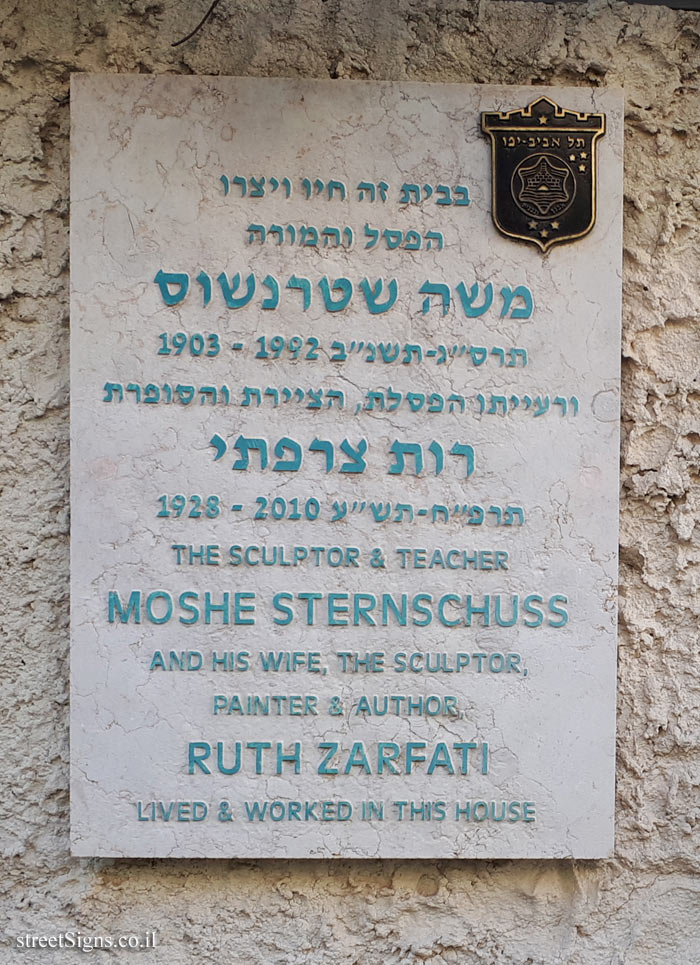 תל אביב-יפו
בבית זה חיו ויצרו
הפסל והמורה
משה שטרנשוס
תרס״ג-תשנ״ב 1992 - 1903
ורעייתו הפסלת, הציירת והסופרת
רות צרפתי
תרפ״ח-תש״ע 2010 - 1928
THE SCULPTOR & TEACHER
MOSHE STERNSCHUSS
AND HIS WIFE, THE SCULPTOR,
PAINTER & AUTHOR,
RUTH ZARFATI
LIVED & WORKED IN THIS HOUSE
streetSigns.co.il